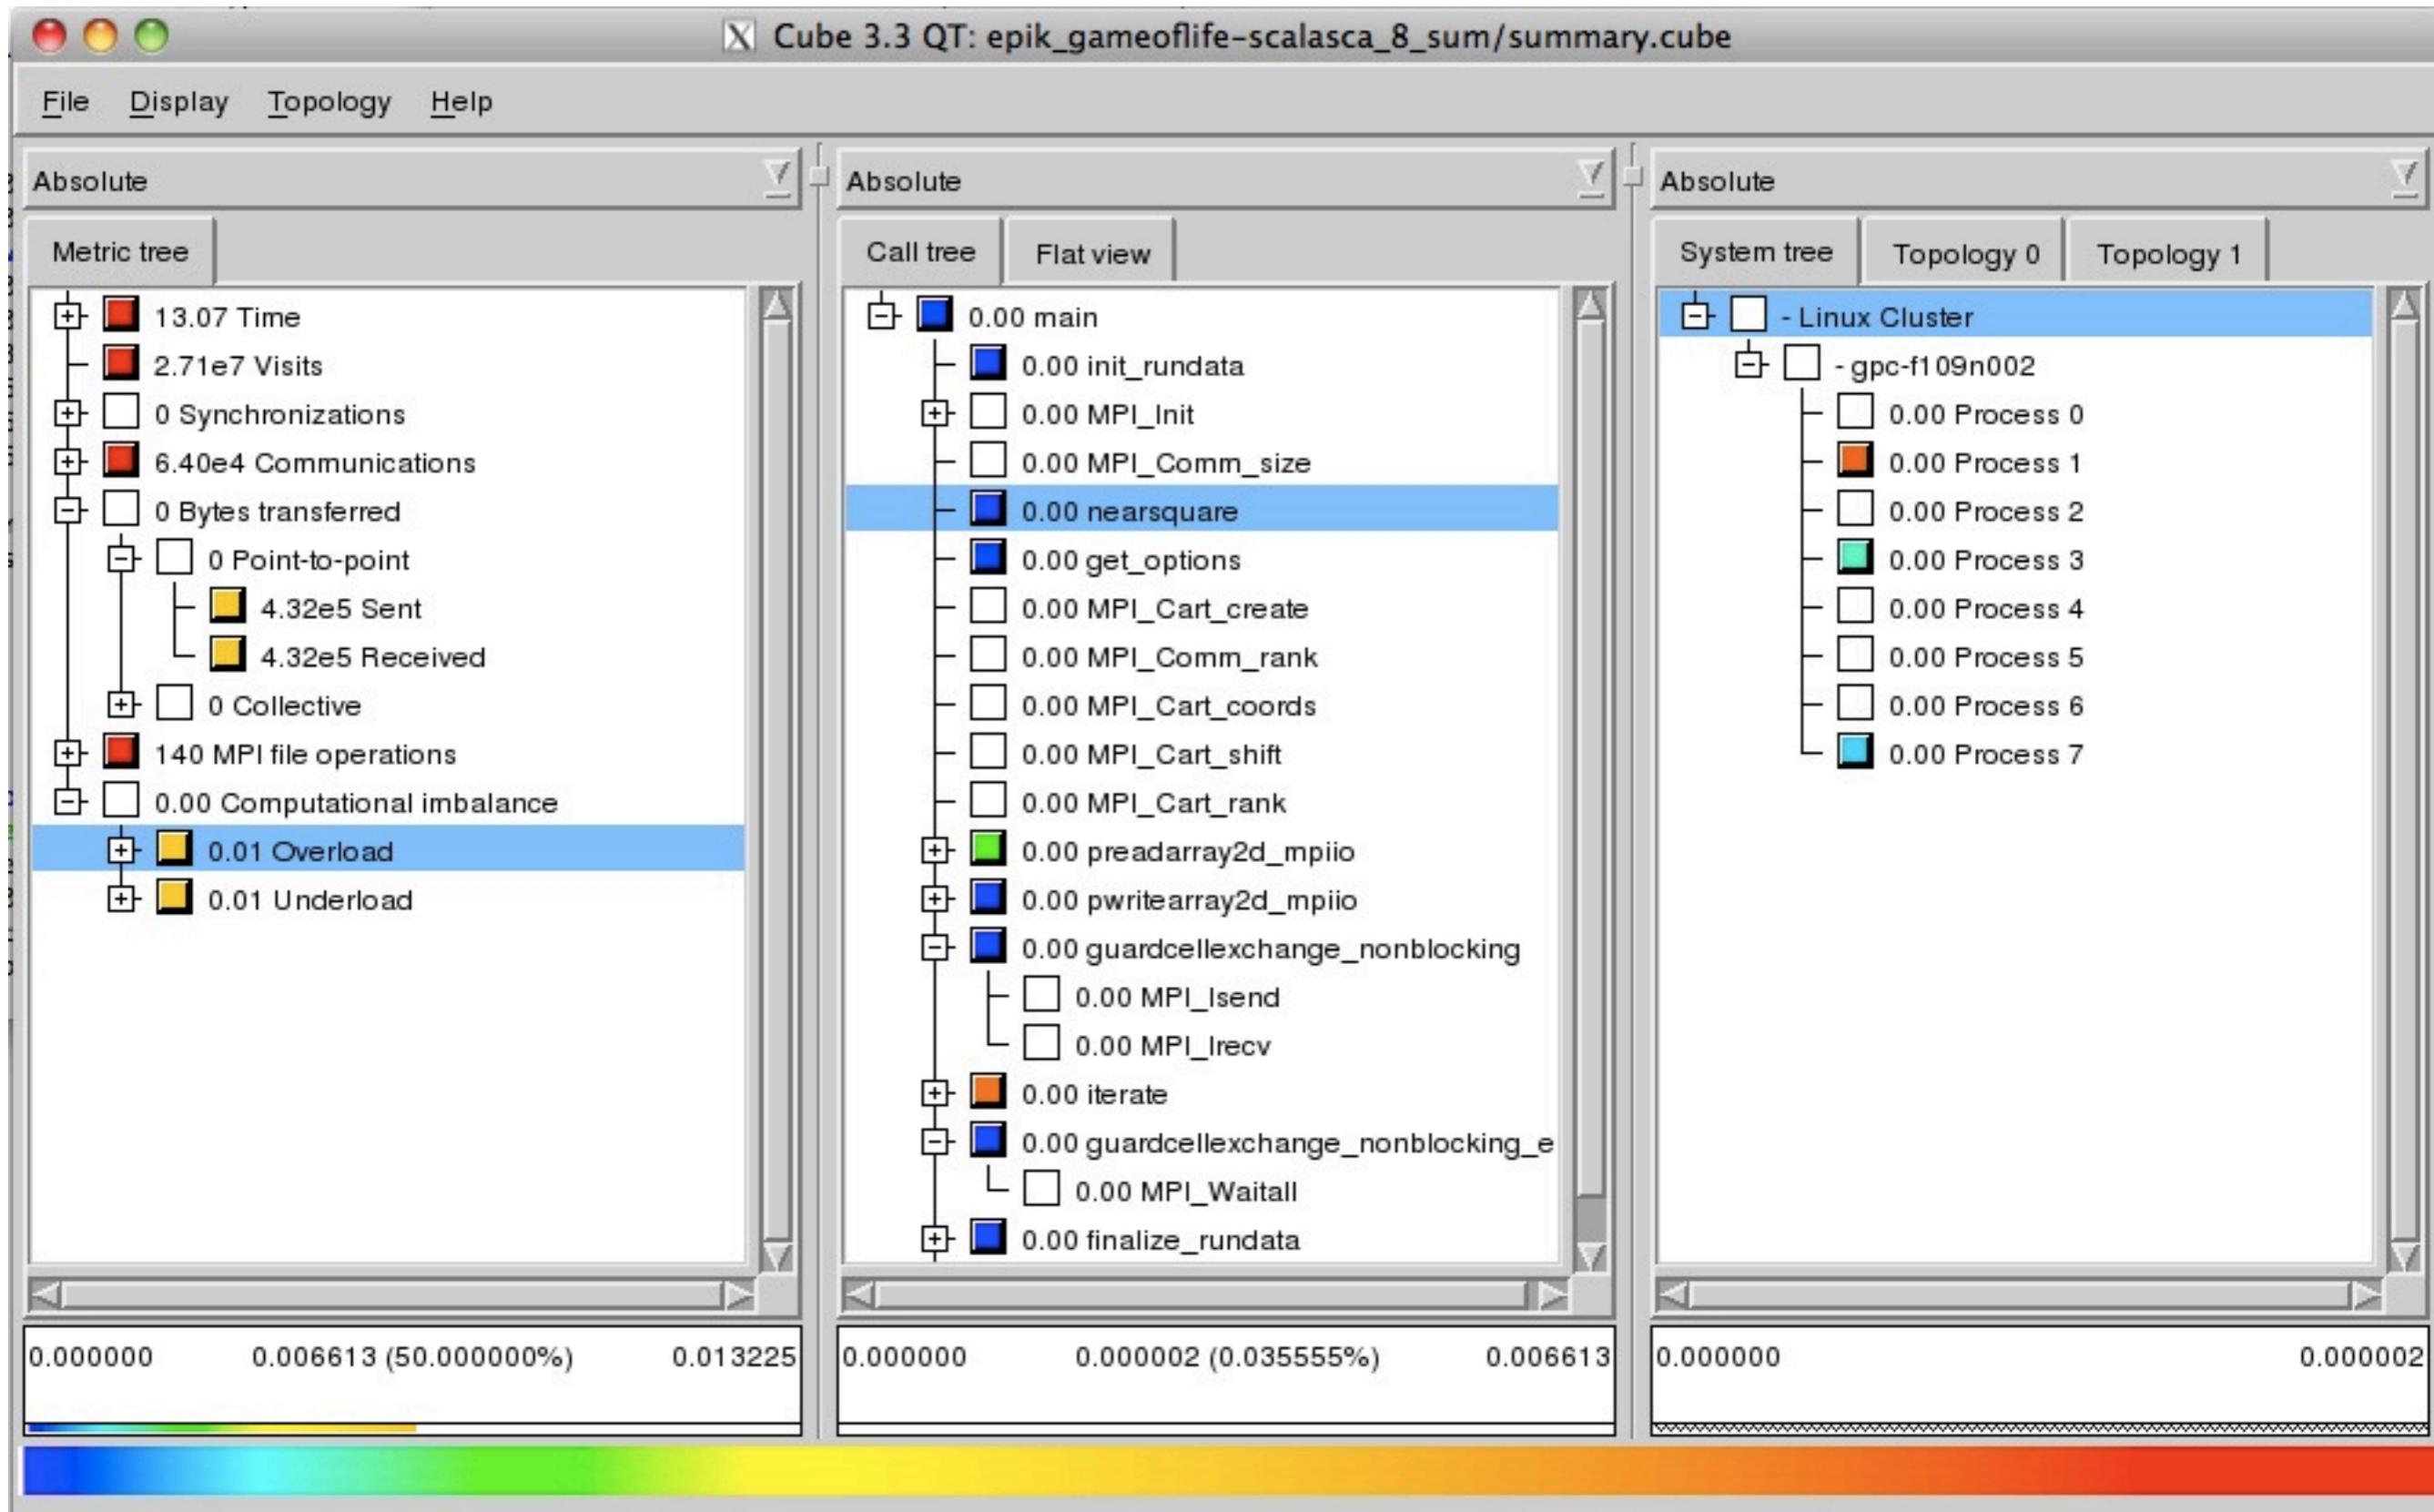 Cube 3.3 QT: epik_gameoflife-scalasca_8_sum/summary.cube
File Display Topology Help
Absolute
Metric tree
13.07 Time
2.71e7 Visits
0 Synchronizations
6.40e4 Communications
0 Bytes transferred
0 Point-to-point
4.32e5 Sent
4.32e5 Received
0 Collective
140 MPI file operations
0.00 Computational imbalance
0.01 Overload
0.01 Underload
0.000000 0.006613 (50.000000%) 0.013225
Absolute
Call tree Flat view
0.00 main
0.00 init_rundata
0.00 MPI_Init
0.00 MPI_Comm_size
0.00 nearsquare
0.00 get_options
0.00 MPI_Cart_create
0.00 MPI_Comm_rank
0.00 MPI_Cart_coords
0.00 MPI_Cart_shift
0.00 MPI_Cart_rank
0.00 preadarray2d_mpiio
0.00 pwritearray2d_mpiio
0.00 guardcellexchange_nonblocking
0.00 MPI_Isend
0.00 MPI_Irecv
0.00 iterate
0.00 guardcellexchange_nonblocking_e
0.00 MPI_Waitall
0.00 finalize_rundata
0.000000 0.000002 (0.035555%) 0.006613
Absolute
System tree Topology 0 Topology 1
- Linux Cluster
- gpc-f109n002
0.00 Process 0
0.00 Process 1
0.00 Process 2
0.00 Process 3
0.00 Process 4
0.00 Process 5
0.00 Process 6
0.00 Process 7
0.000000 0.000002